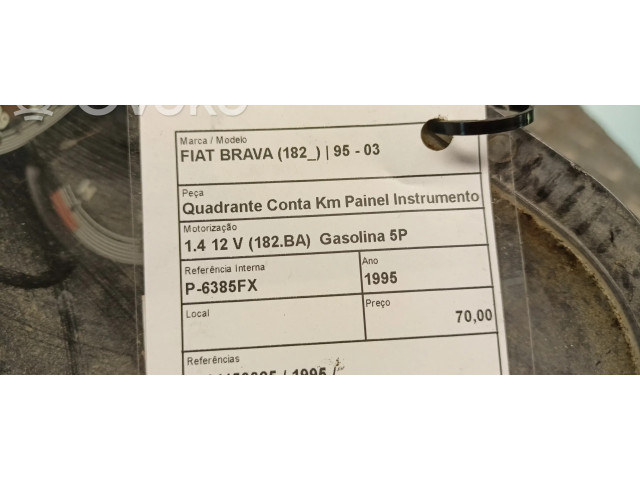 Marca / Modelo
FIAT BRAVA (182_) | 95 - 03
Peça
Quadrante Conta Km Painel Instrumento
Motorização
1.4 12 V (182.BA) Gasolina 5P
Referência Interna
P-6385FX
Ano
1995
Local
Preço
70,00
Referências
/ 1995 /